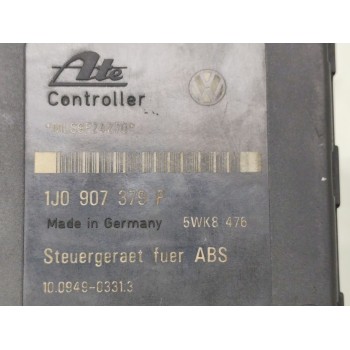 Ate
Controller
1J0 907 379 P
Made in Germany 5WK8 476
Steuergeraet fuer ABS
10.0949-0331.3